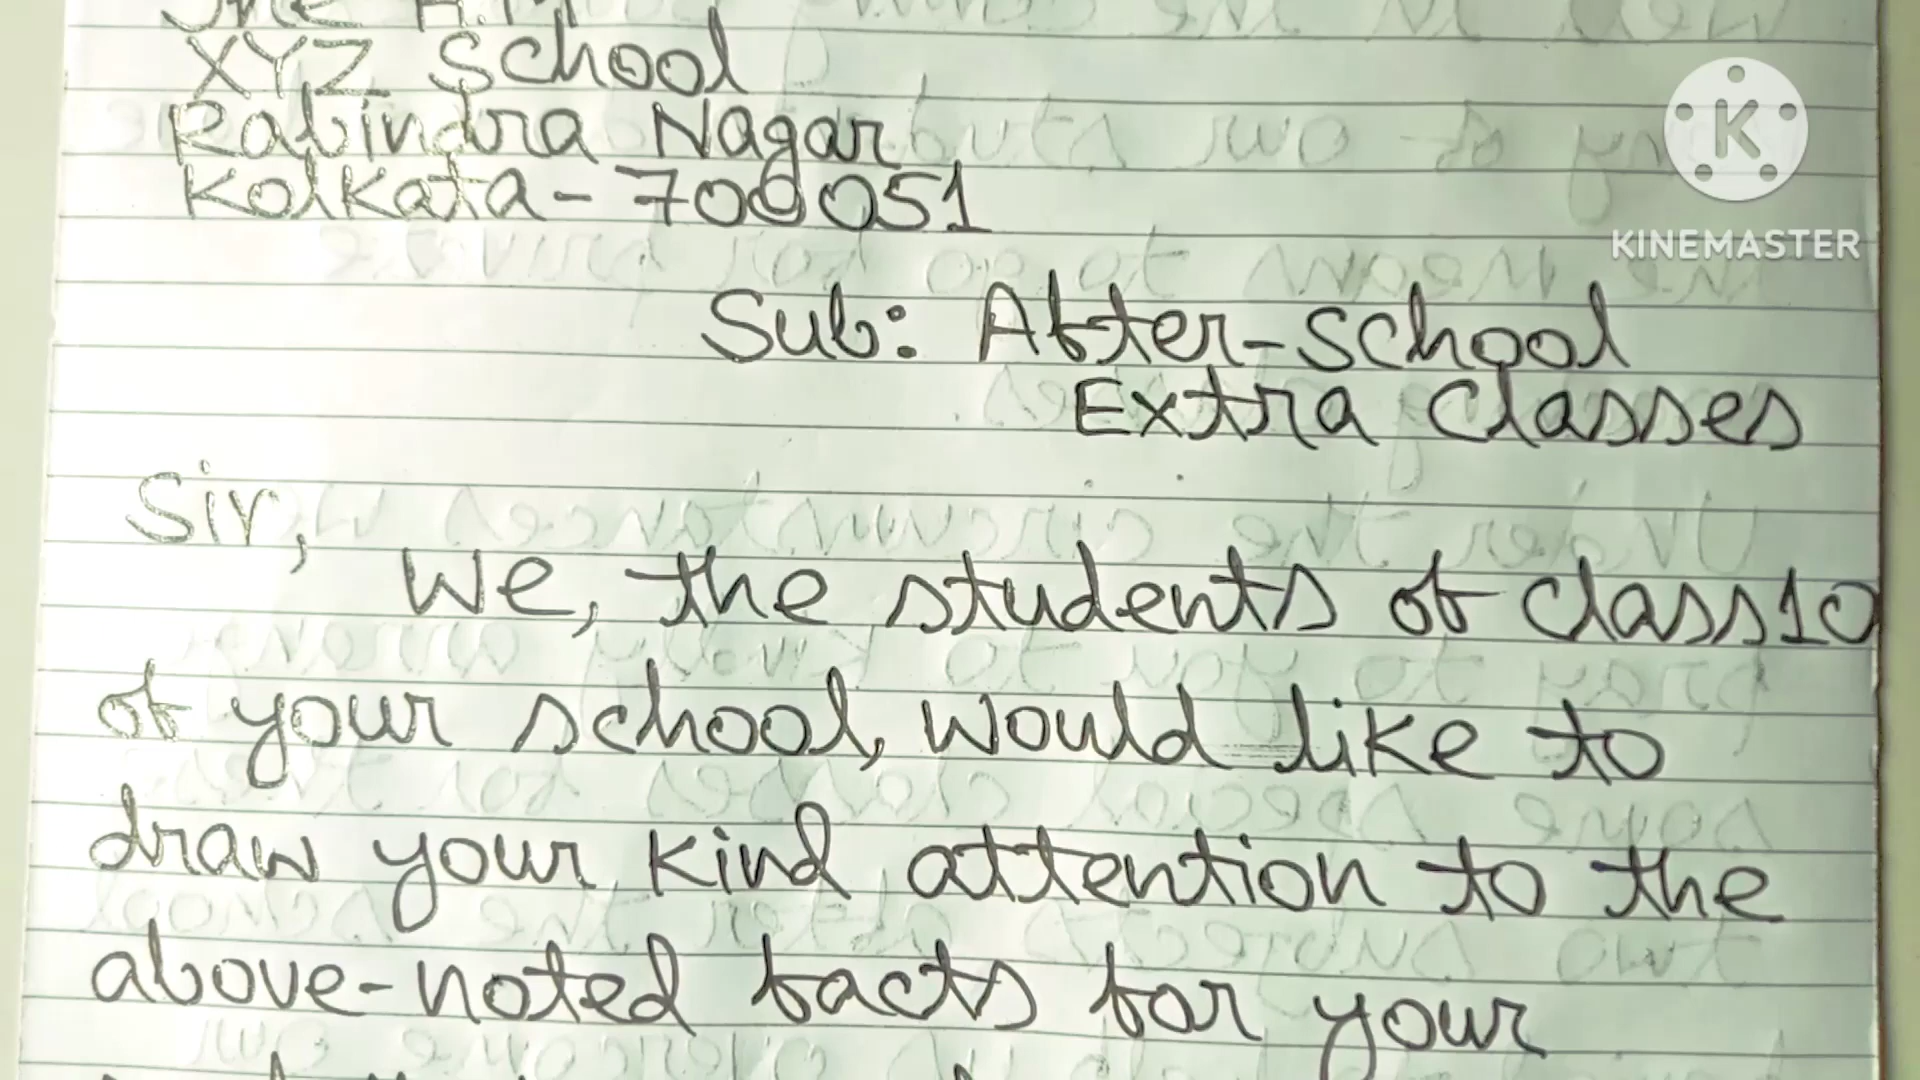 The H.M
XYZ School
Rabindra Nagar
Kolkata-700051
Sub: After-School
Extra Classes
Sir,
We, the students of class10
of your school, would like to
draw your kind attention to the
above-noted facts for your
KINEMASTER